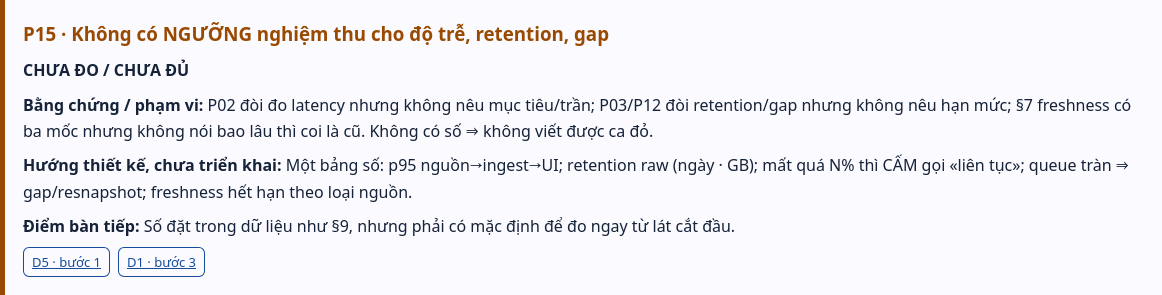 P15 · Không có NGƯỠNG nghiệm thu cho độ trễ, retention, gap
CHƯA ĐO / CHƯA ĐỦ
Bằng chứng / phạm vi: P02 đòi đo latency nhưng không nêu mục tiêu/trần; P03/P12 đòi retention/gap nhưng không nêu hạn mức; §7 freshness có
ba mốc nhưng không nói bao lâu thì coi là cũ. Không có số ⇒ không viết được ca đỏ.
Hướng thiết kế, chưa triển khai: Một bảng số: p95 nguồn→ingest→UI; retention raw (ngày · GB); mất quá N% thì CẤM gọi «liên tục»; queue tràn ⇒
gap/resnapshot; freshness hết hạn theo loại nguồn.
Điểm bàn tiếp: Số đặt trong dữ liệu như §9, nhưng phải có mặc định để đo ngay từ lát cắt đầu.
D5 · bước 1
D1 · bước 3